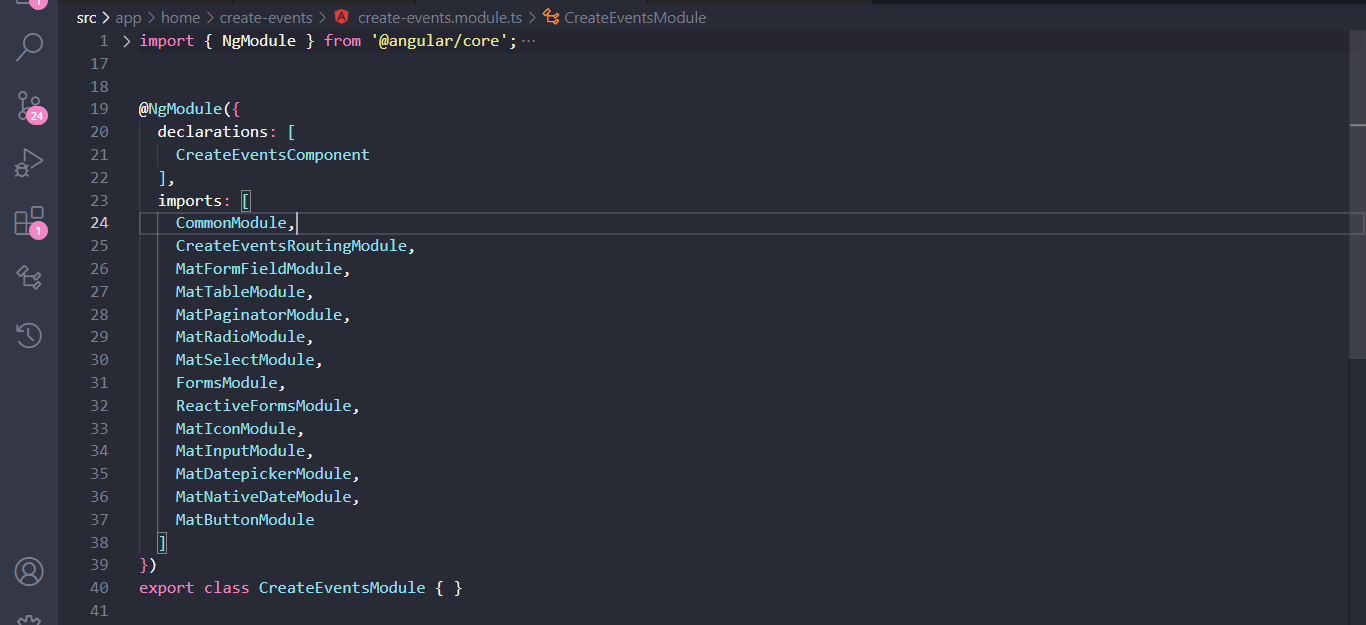 1
src > app > home > create-events > create-events.module.ts > CreateEventsModule
1 > import { NgModule } from '@angular/core'; ···
17
18
19 @NgModule({
20 declarations: [
21 CreateEventsComponent
22 ],
23 imports: [
24 CommonModule,
25 CreateEventsRoutingModule,
26 MatFormFieldModule,
27 MatTableModule,
28 MatPaginatorModule,
29 MatRadioModule,
30 MatSelectModule,
31 FormsModule,
32 ReactiveFormsModule,
33 MatIconModule,
34 MatInputModule,
35 MatDatepickerModule,
36 MatNativeDateModule,
37 MatButtonModule
38 ]
39 })
40 export class CreateEventsModule { }
41
24
1